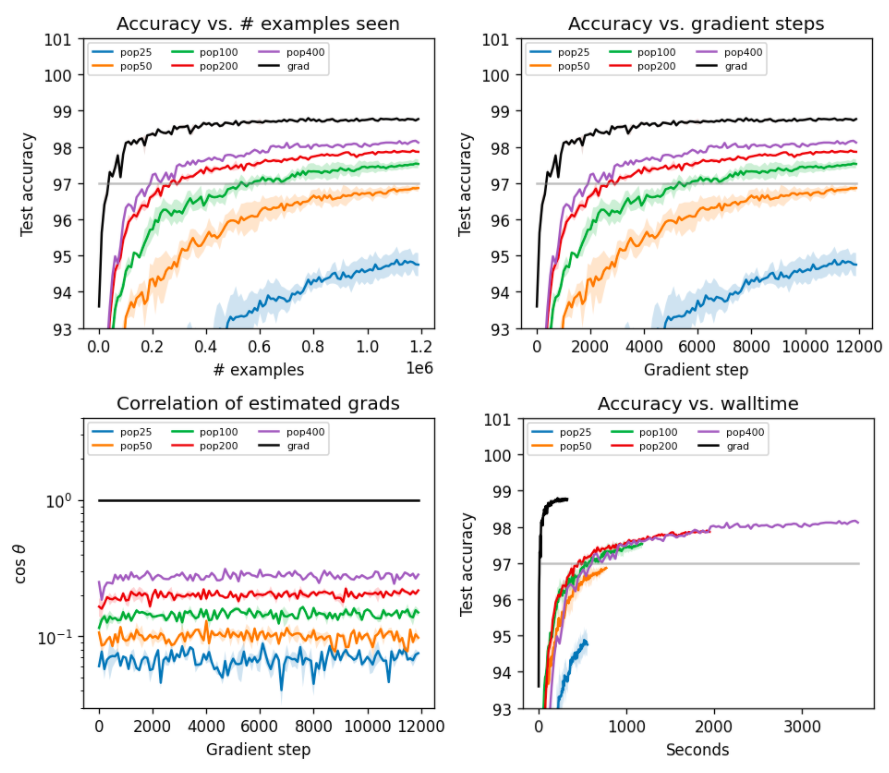 Accuracy vs. # examples seen
101
100
99
98
97
96
95
94
93
Test accuracy
pop25 pop100 pop400
pop50 pop200 grad
0.0 0.2 0.4 0.6 0.8 1.0 1.2
# examples
1e6
Accuracy vs. gradient steps
101
100
99
98
97
96
95
94
93
Test accuracy
pop25 pop100 pop400
pop50 pop200 grad
0 2000 4000 6000 8000 10000 12000
Gradient step
Correlation of estimated grads
10⁰
10⁻¹
cos θ
pop25 pop100 pop400
pop50 pop200 grad
0 2000 4000 6000 8000 10000 12000
Gradient step
Accuracy vs. walltime
101
100
99
98
97
96
95
94
93
Test accuracy
pop25 pop100 pop400
pop50 pop200 grad
0 1000 2000 3000
Seconds